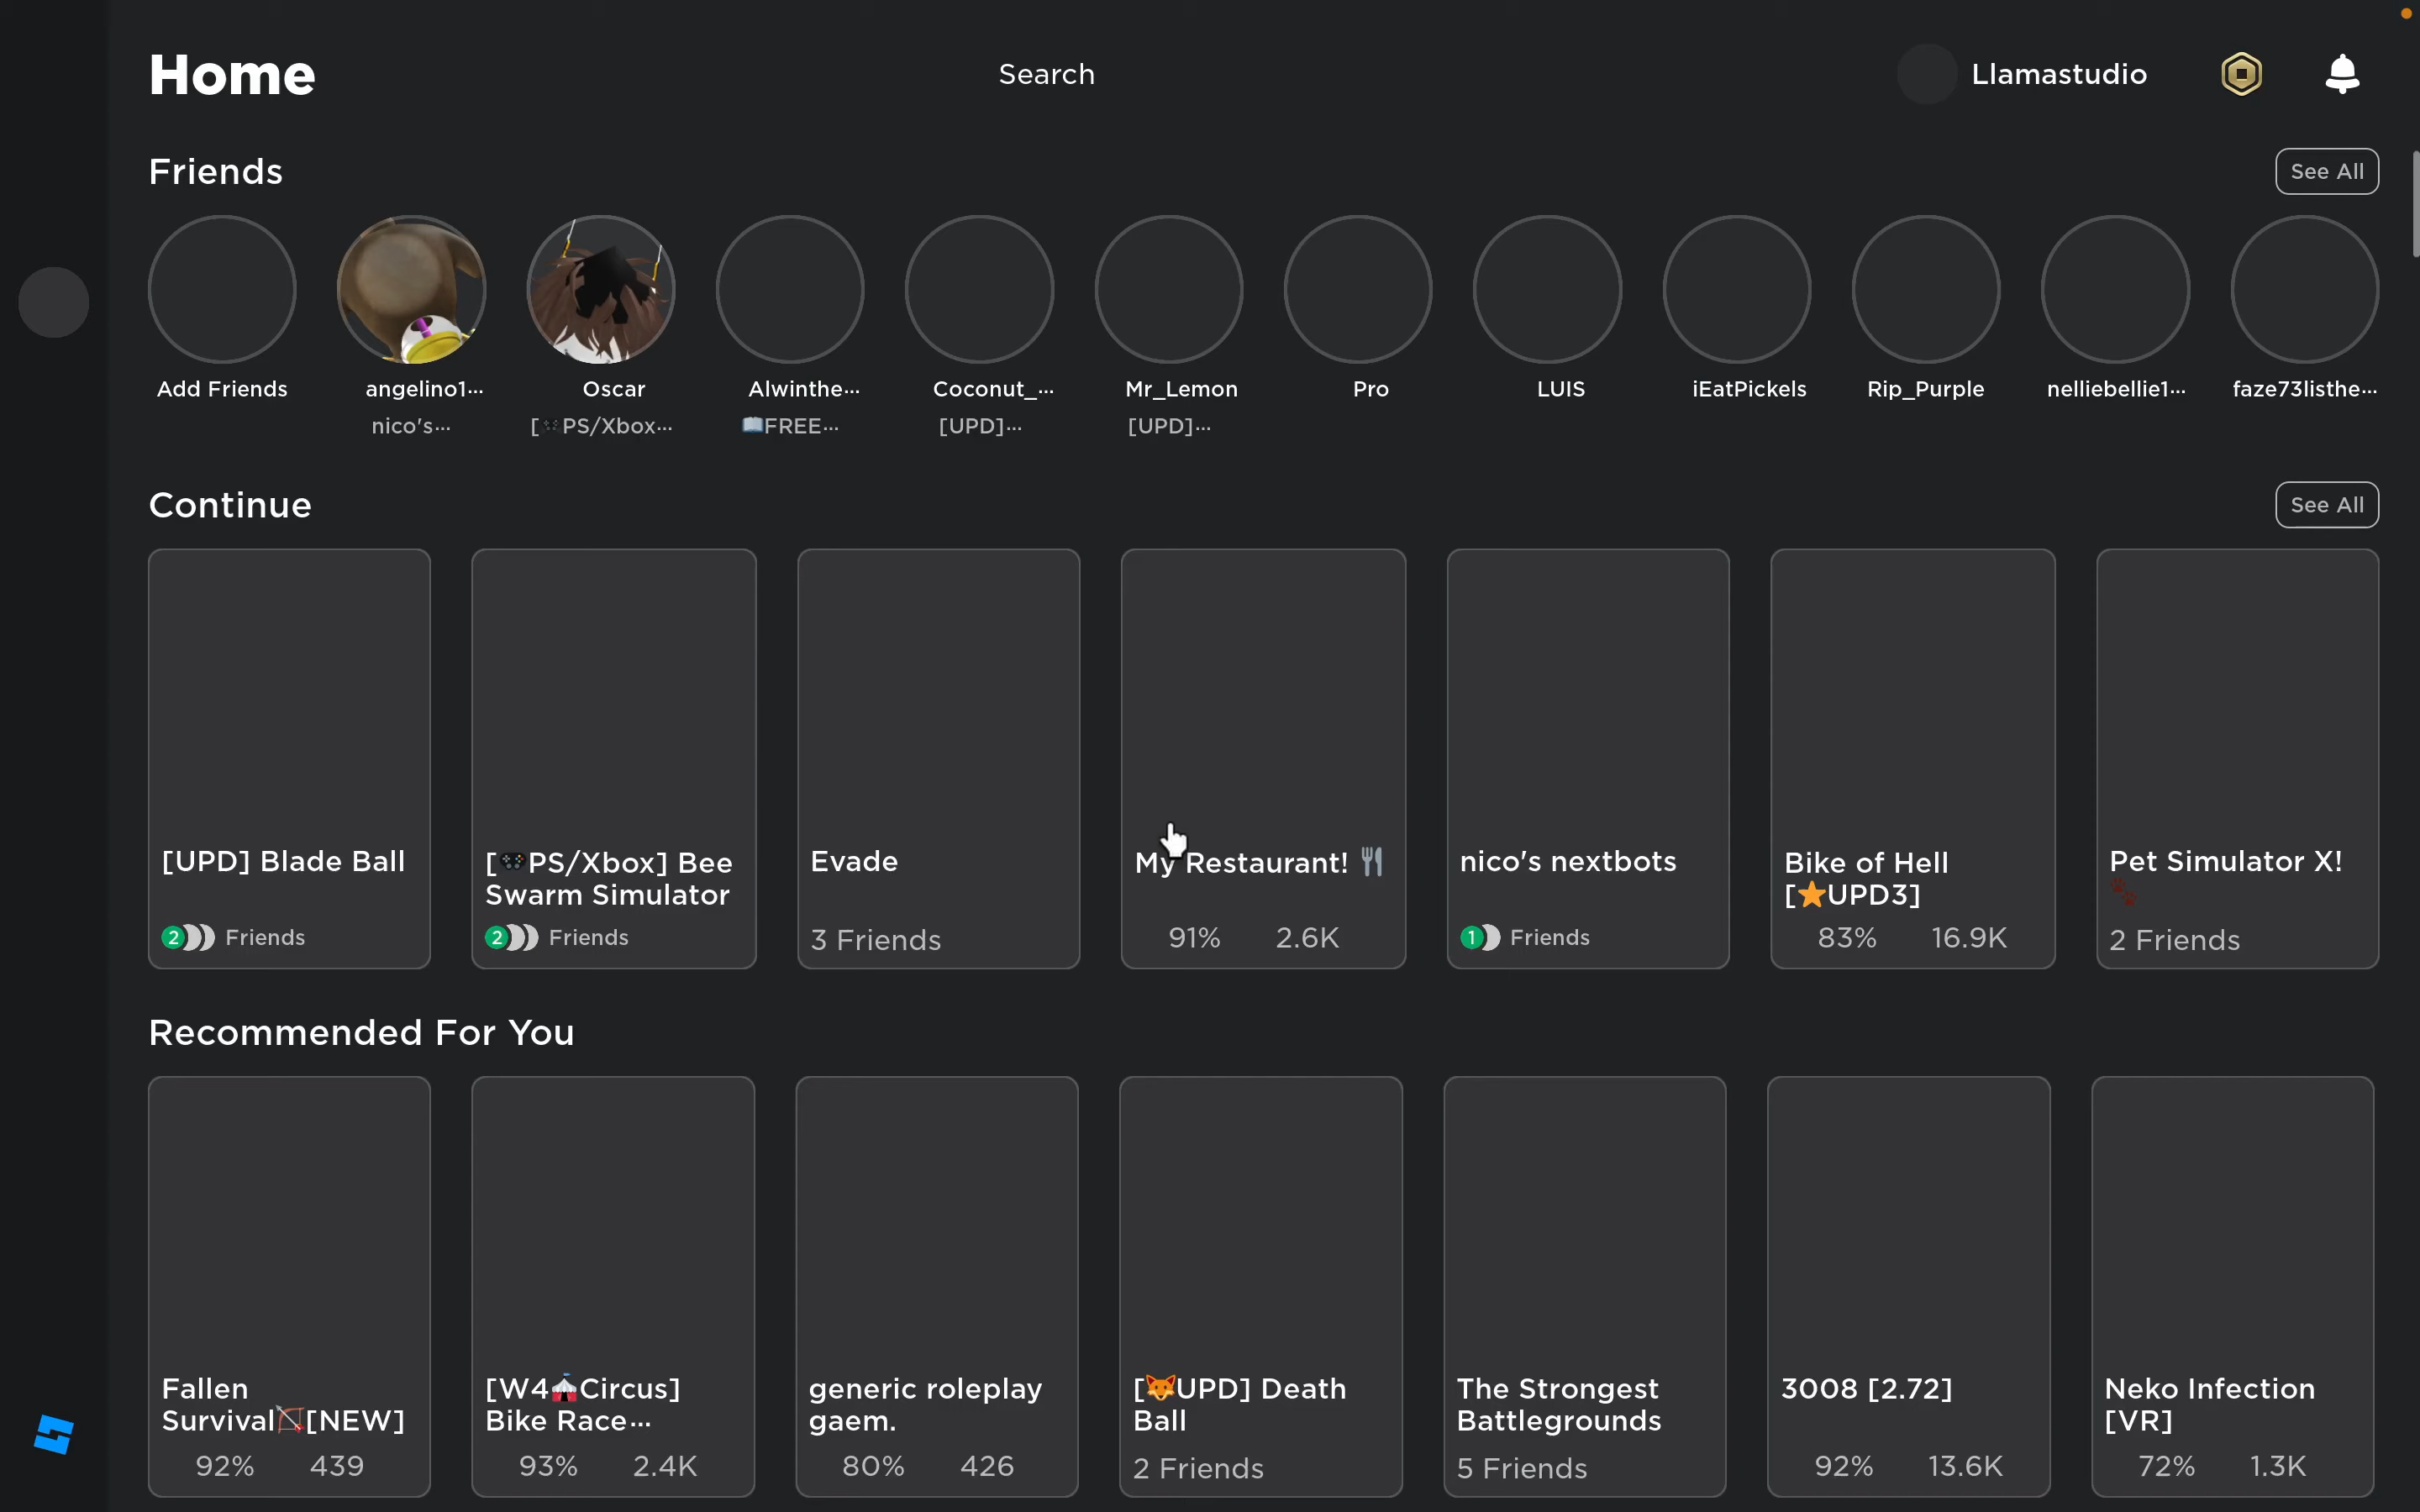 Home
Search
Llamastudio
Friends
See All
Add Friends
angelino1...
Oscar
Alwinthe...
Coconut_...
Mr_Lemon
Pro
LUIS
iEatPickels
Rip_Purple
nelliebellie1...
faze73listhe...
nico's...
[🎮PS/Xbox...
📖FREE...
[UPD]...
[UPD]...
Continue
See All
[UPD] Blade Ball
2 Friends
[🎮PS/Xbox] Bee
Swarm Simulator
2 Friends
Evade
3 Friends
My Restaurant! 🍴
91% 2.6K
nico's nextbots
1 Friends
Bike of Hell
[⭐UPD3]
83% 16.9K
Pet Simulator X!
🐾
2 Friends
Recommended For You
Fallen
Survival🏹[NEW]
92% 439
[W4🎪Circus]
Bike Race...
93% 2.4K
generic roleplay
gaem.
80% 426
[🦊UPD] Death
Ball
2 Friends
The Strongest
Battlegrounds
5 Friends
3008 [2.72]
92% 13.6K
Neko Infection
[VR]
72% 1.3K